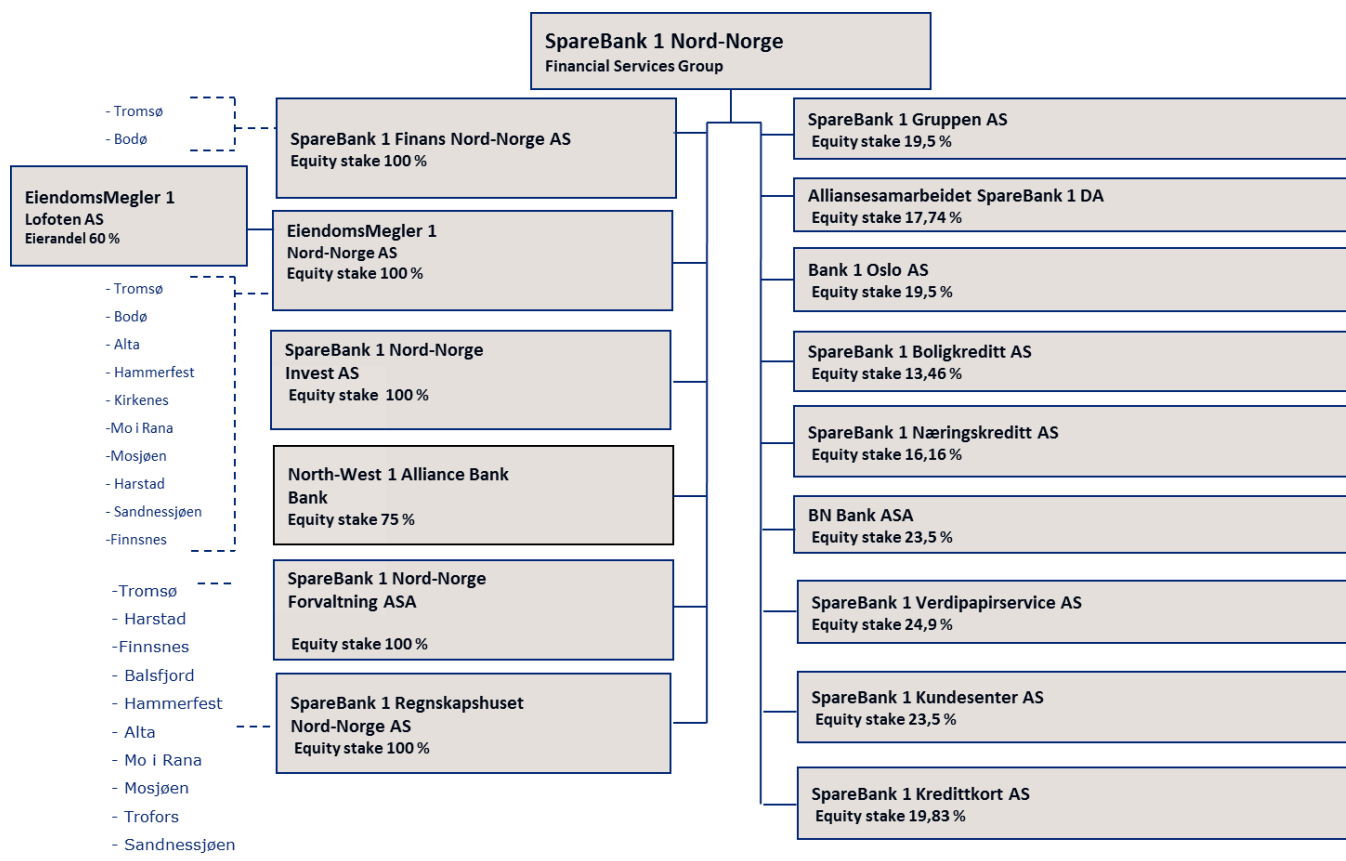 SpareBank 1 Nord-Norge
Financial Services Group
- Tromsø
- Bodø
SpareBank 1 Finans Nord-Norge AS
Equity stake 100 %
EiendomsMegler 1
Lofoten AS
Eierandel 60 %
EiendomsMegler 1
Nord-Norge AS
Equity stake 100 %
- Tromsø
- Bodø
- Alta
- Hammerfest
- Kirkenes
-Mo i Rana
-Mosjøen
- Harstad
- Sandnessjøen
-Finnsnes
SpareBank 1 Nord-Norge
Invest AS
Equity stake 100 %
North-West 1 Alliance Bank
Bank
Equity stake 75 %
SpareBank 1 Nord-Norge
Forvaltning ASA
Equity stake 100 %
-Tromsø
- Harstad
-Finnsnes
- Balsfjord
- Hammerfest
- Alta
- Mo i Rana
- Mosjøen
- Trofors
- Sandnessjøen
SpareBank 1 Regnskapshuset
Nord-Norge AS
Equity stake 100 %
SpareBank 1 Gruppen AS
Equity stake 19,5 %
Alliansesamarbeidet SpareBank 1 DA
Equity stake 17,74 %
Bank 1 Oslo AS
Equity stake 19,5 %
SpareBank 1 Boligkreditt AS
Equity stake 13,46 %
SpareBank 1 Næringskreditt AS
Equity stake 16,16 %
BN Bank ASA
Equity stake 23,5 %
SpareBank 1 Verdipapirservice AS
Equity stake 24,9 %
SpareBank 1 Kundesenter AS
Equity stake 23,5 %
SpareBank 1 Kredittkort AS
Equity stake 19,83 %